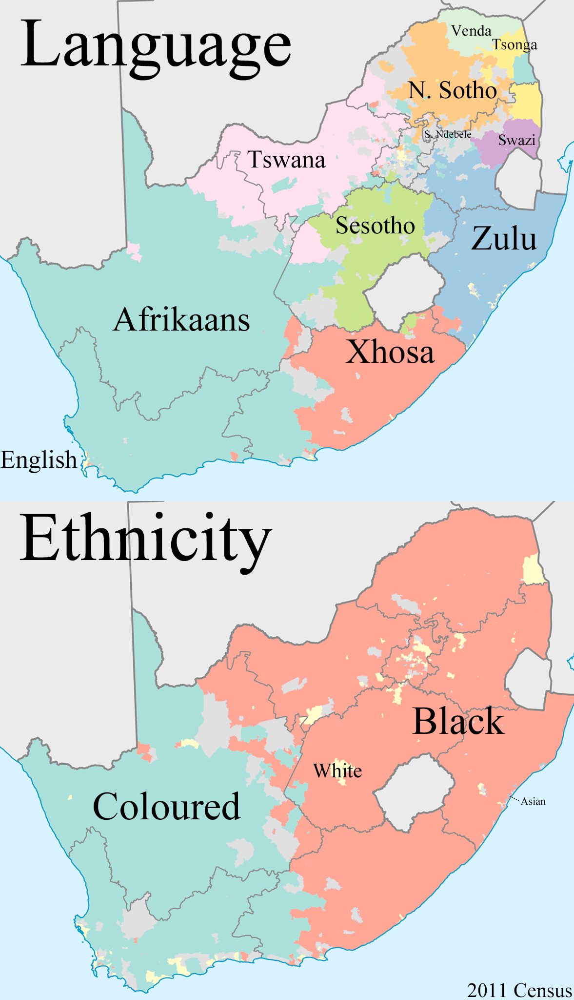 Language
Venda
Tsonga
N. Sotho
S. Ndebele
Swazi
Tswana
Sesotho
Zulu
Afrikaans
Xhosa
English
Ethnicity
Black
White
Coloured
Asian
2011 Census